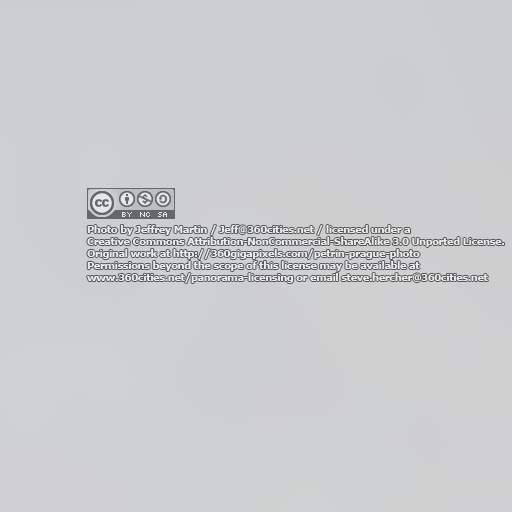 cc
BY NC SA
Photo by Jeffrey Martin / Jeff@360cities.net / licensed under a
Creative Commons Attribution-NonCommercial-ShareAlike 3.0 Unported License.
Original work at http://360gigapixels.com/petrin-prague-photo
Permissions beyond the scope of this license may be available at
www.360cities.net/panorama-licensing or email steve.hercher@360cities.net